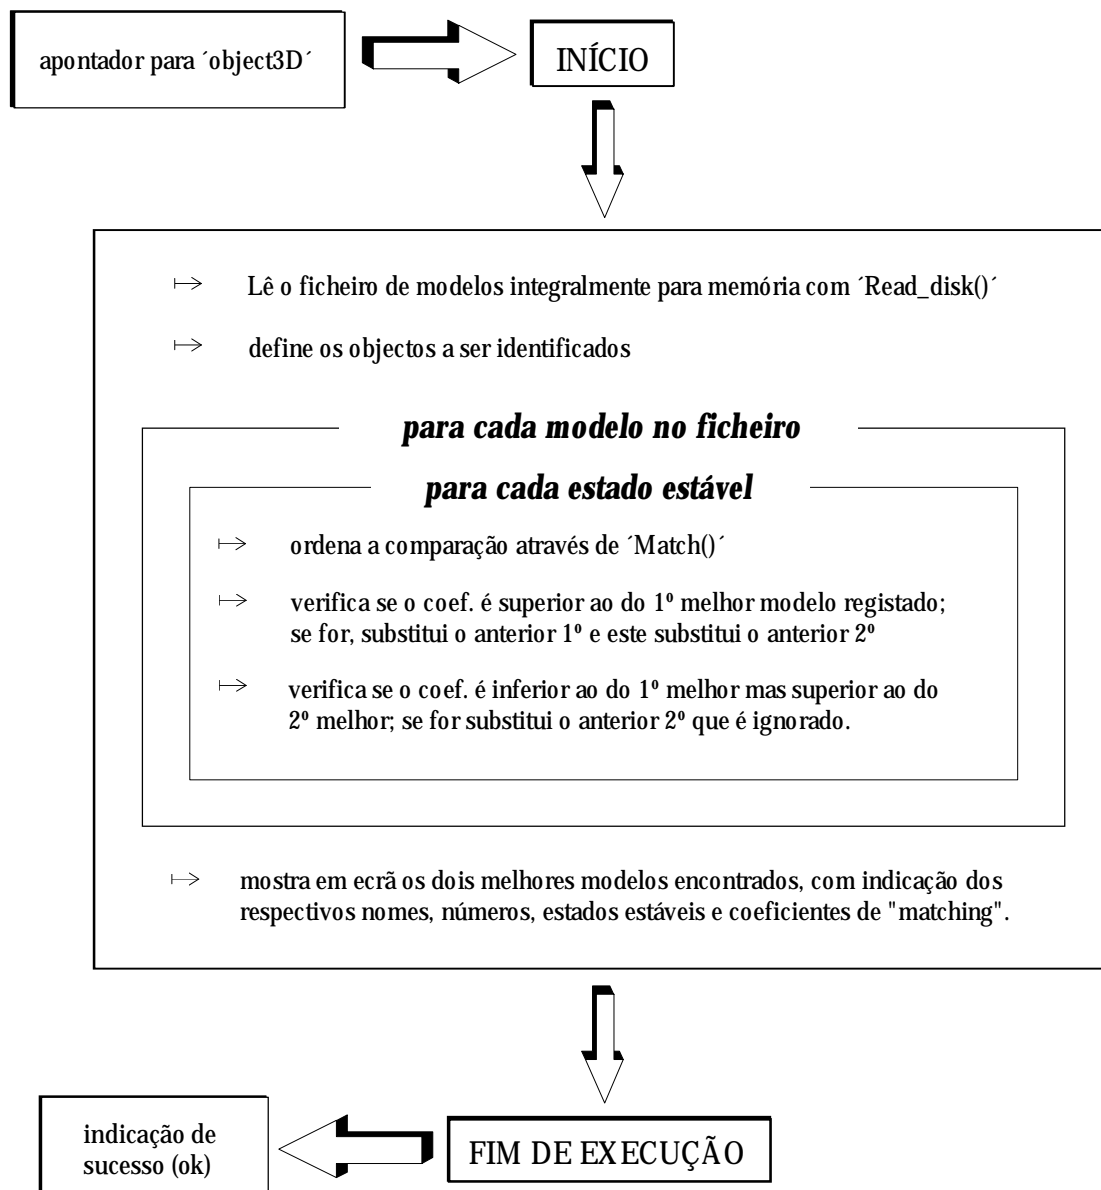 apontador para ´object3D´
INÍCIO
Lê o ficheiro de modelos integralmente para memória com ´Read_disk()´
define os objectos a ser identificados
para cada modelo no ficheiro
para cada estado estável
ordena a comparação através de ´Match()´
verifica se o coef. é superior ao do 1º melhor modelo registado;
se for, substitui o anterior 1º e este substitui o anterior 2º
verifica se o coef. é inferior ao do 1º melhor mas superior ao do
2º melhor; se for substitui o anterior 2º que é ignorado.
mostra em ecrã os dois melhores modelos encontrados, com indicação dos
respectivos nomes, números, estados estáveis e coeficientes de "matching".
FIM DE EXECUÇÃO
indicação de
sucesso (ok)